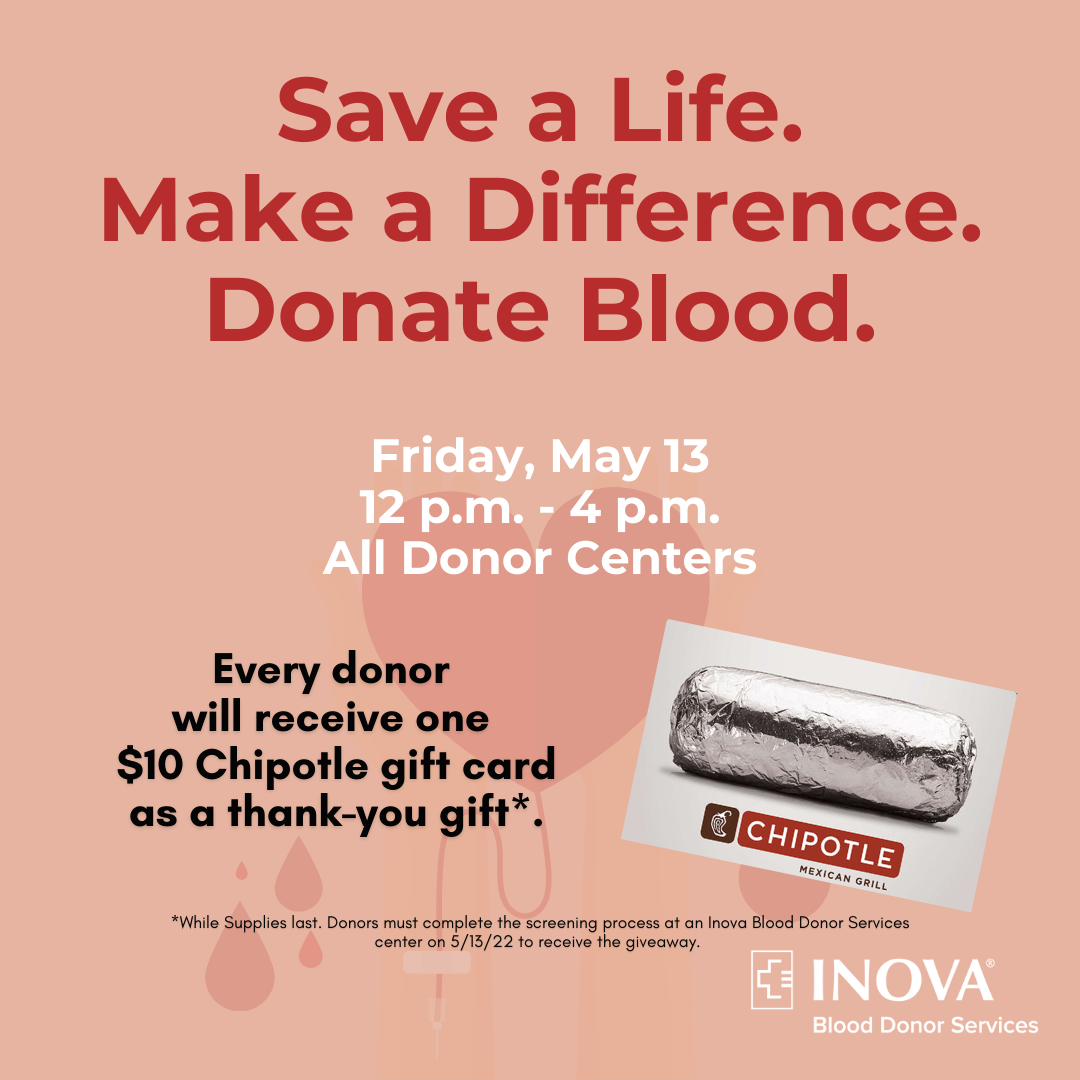 Save a Life.
Make a Difference.
Donate Blood.
Friday, May 13
12 p.m. - 4 p.m.
All Donor Centers
Every donor
will receive one
$10 Chipotle gift card
as a thank-you gift*.
CHIPOTLE
MEXICAN GRILL
*While Supplies last. Donors must complete the screening process at an Inova Blood Donor Services
center on 5/13/22 to receive the giveaway.
INOVA®
Blood Donor Services